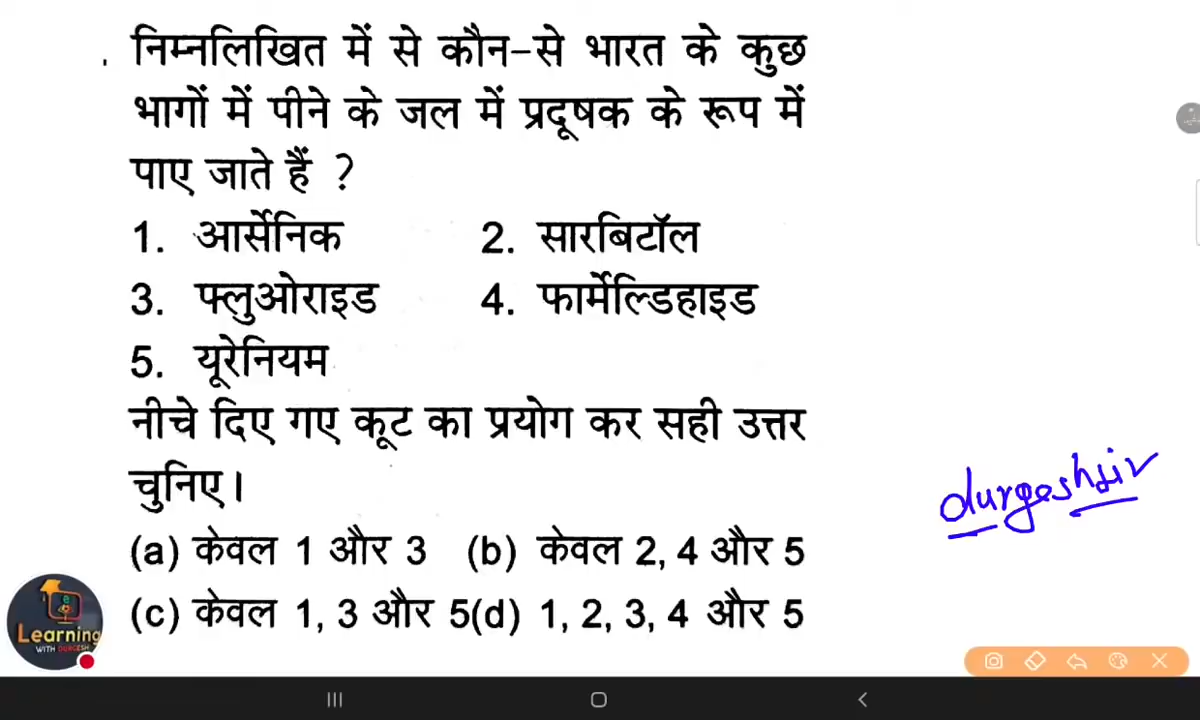 . निम्नलिखित में से कौन-से भारत के कुछ
भागों में पीने के जल में प्रदूषक के रूप में
पाए जाते हैं ?
1. आर्सेनिक 2. सारबिटॉल
3. फ्लुओराइड 4. फार्मेल्डिहाइड
5. यूरेनियम
नीचे दिए गए कूट का प्रयोग कर सही उत्तर
चुनिए।
durgeshsir
(a) केवल 1 और 3 (b) केवल 2, 4 और 5
(c) केवल 1, 3 और 5(d) 1, 2, 3, 4 और 5
e
Learning
WITH DURGESH